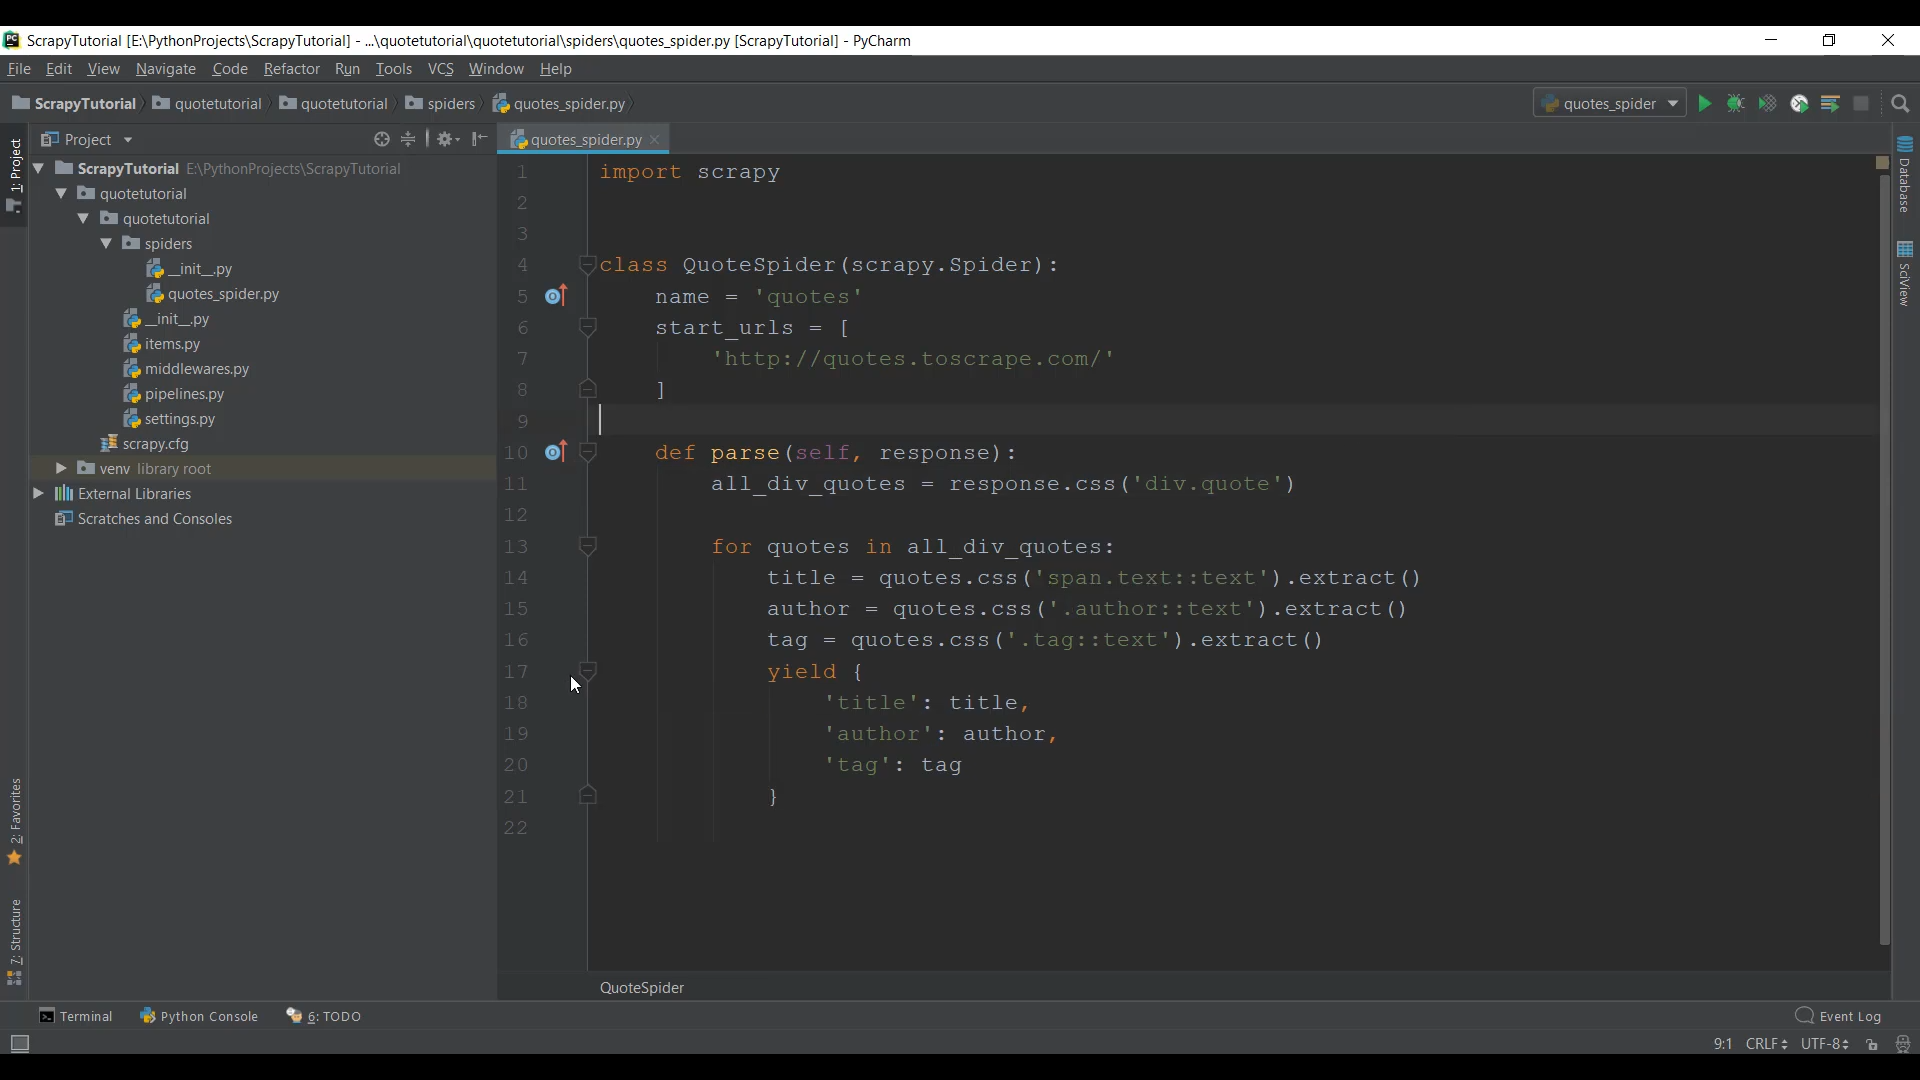 ScrapyTutorial [E:\PythonProjects\ScrapyTutorial] - ...\quotetutorial\quotetutorial\spiders\quotes_spider.py [ScrapyTutorial] - PyCharm
File Edit View Navigate Code Refactor Run Tools VCS Window Help
ScrapyTutorial quotetutorial quotetutorial spiders quotes_spider.py quotes_spider
1: Project
Project
quotes_spider.py
ScrapyTutorial E:\PythonProjects\ScrapyTutorial
quotetutorial
quotetutorial
spiders
__init__.py
quotes_spider.py
__init__.py
items.py
middlewares.py
pipelines.py
settings.py
scrapy.cfg
venv library root
External Libraries
Scratches and Consoles
2: Favorites
7: Structure
1 import scrapy
2
3
4 class QuoteSpider(scrapy.Spider):
5     name = 'quotes'
6     start_urls = [
7         'http://quotes.toscrape.com/'
8     ]
9
10     def parse(self, response):
11         all_div_quotes = response.css('div.quote')
12
13         for quotes in all_div_quotes:
14             title = quotes.css('span.text::text').extract()
15             author = quotes.css('.author::text').extract()
16             tag = quotes.css('.tag::text').extract()
17             yield {
18                 'title': title,
19                 'author': author,
20                 'tag': tag
21             }
22
QuoteSpider
Database
SciView
Terminal Python Console 6: TODO Event Log
9:1 CRLF UTF-8